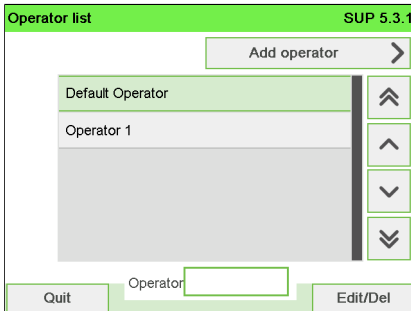 Operator list SUP 5.3.1
Add operator
Default Operator
Operator 1
Operator
Quit Edit/Del